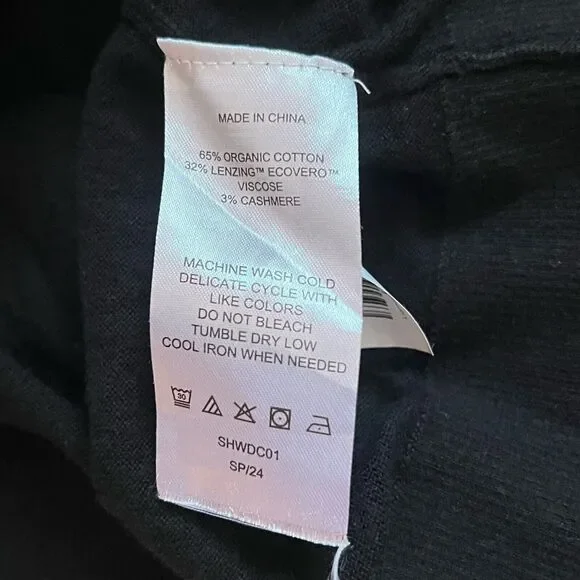 MADE IN CHINA
65% ORGANIC COTTON
32% LENZING™ ECOVERO™
VISCOSE
3% CASHMERE
MACHINE WASH COLD
DELICATE CYCLE WITH
LIKE COLORS
DO NOT BLEACH
TUMBLE DRY LOW
COOL IRON WHEN NEEDED
30
SHWDC01
SP/24